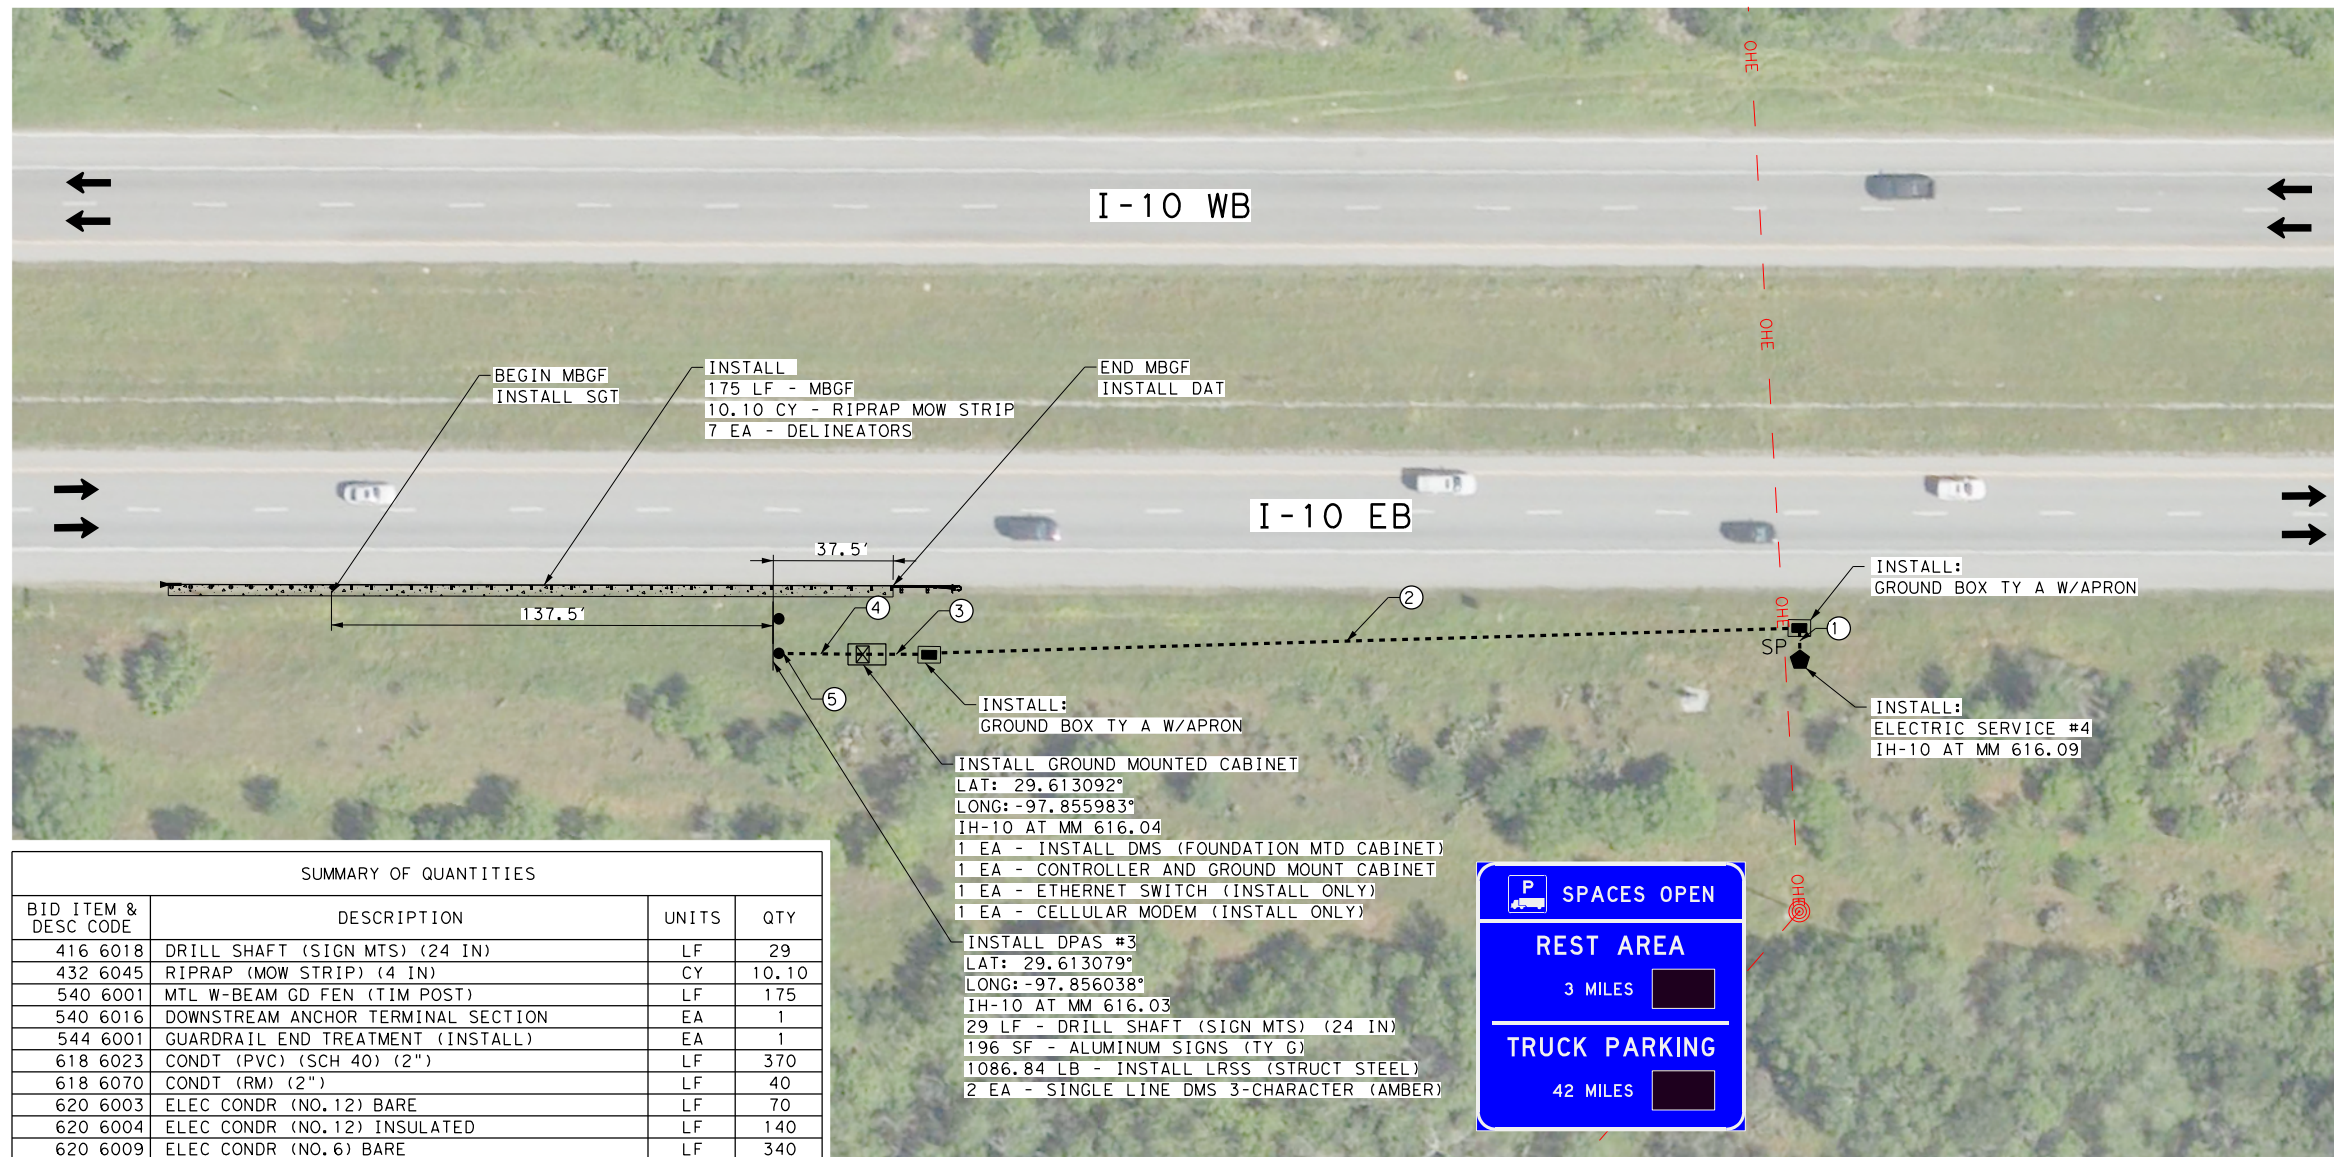 OHE
I-10 WB
OHE
BEGIN MBGF
INSTALL SGT
INSTALL
175 LF - MBGF
10.10 CY - RIPRAP MOW STRIP
7 EA - DELINEATORS
END MBGF
INSTALL DAT
I-10 EB
37.5'
137.5'
4
3
2
1
5
OHE
SP
INSTALL:
GROUND BOX TY A W/APRON
INSTALL:
ELECTRIC SERVICE #4
IH-10 AT MM 616.09
INSTALL:
GROUND BOX TY A W/APRON
INSTALL GROUND MOUNTED CABINET
LAT: 29.613092°
LONG:-97.855983°
IH-10 AT MM 616.04
1 EA - INSTALL DMS (FOUNDATION MTD CABINET)
1 EA - CONTROLLER AND GROUND MOUNT CABINET
1 EA - ETHERNET SWITCH (INSTALL ONLY)
1 EA - CELLULAR MODEM (INSTALL ONLY)
INSTALL DPAS #3
LAT: 29.613079°
LONG:-97.856038°
IH-10 AT MM 616.03
29 LF - DRILL SHAFT (SIGN MTS) (24 IN)
196 SF - ALUMINUM SIGNS (TY G)
1086.84 LB - INSTALL LRSS (STRUCT STEEL)
2 EA - SINGLE LINE DMS 3-CHARACTER (AMBER)
OHE
P SPACES OPEN
REST AREA
3 MILES
TRUCK PARKING
42 MILES
SUMMARY OF QUANTITIES
BID ITEM & DESC CODE DESCRIPTION UNITS QTY
416 6018 DRILL SHAFT (SIGN MTS) (24 IN) LF 29
432 6045 RIPRAP (MOW STRIP) (4 IN) CY 10.10
540 6001 MTL W-BEAM GD FEN (TIM POST) LF 175
540 6016 DOWNSTREAM ANCHOR TERMINAL SECTION EA 1
544 6001 GUARDRAIL END TREATMENT (INSTALL) EA 1
618 6023 CONDT (PVC) (SCH 40) (2") LF 370
618 6070 CONDT (RM) (2") LF 40
620 6003 ELEC CONDR (NO.12) BARE LF 70
620 6004 ELEC CONDR (NO.12) INSULATED LF 140
620 6009 ELEC CONDR (NO.6) BARE LF 340